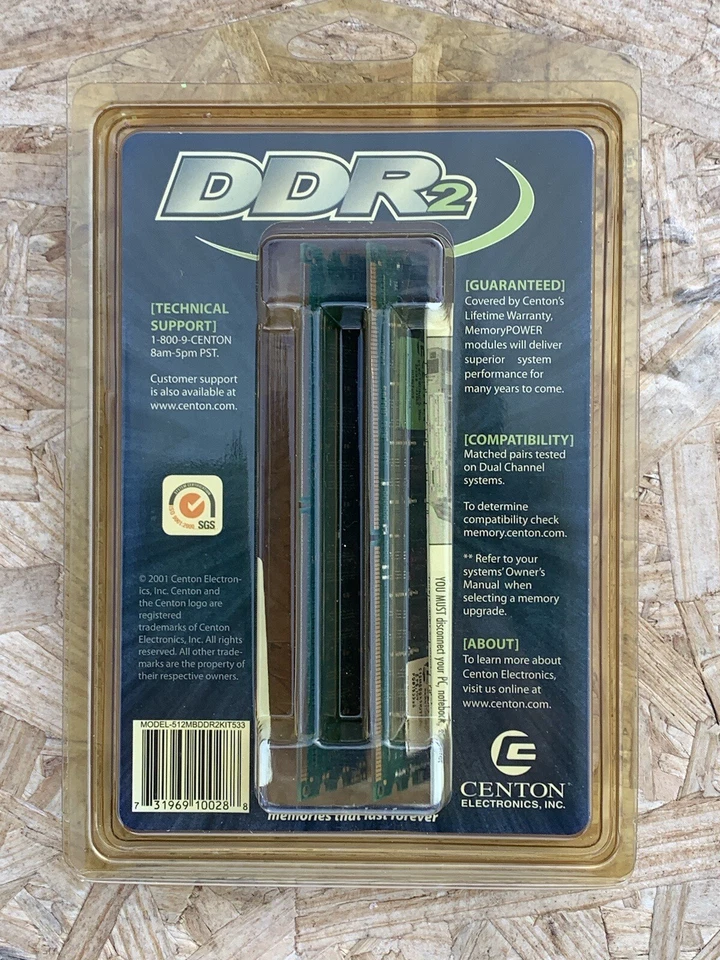 DDR2
[TECHNICAL
SUPPORT]
1-800-9-CENTON
8am-5pm PST.
Customer support
is also available at
www.centon.com.
SGS
© 2001 Centon Electron-
ics, Inc. Centon and
the Centon logo are
registered
trademarks of Centon
Electronics, Inc. All rights
reserved. All other trade-
marks are the property of
their respective owners.
MODEL-512MBDDR2KIT533
7 31969 10028 8
[GUARANTEED]
Covered by Centon's
Lifetime Warranty,
MemoryPOWER
modules will deliver
superior system
performance for
many years to come.
[COMPATIBILITY]
Matched pairs tested
on Dual Channel
systems.
To determine
compatibility check
memory.centon.com.
** Refer to your
systems' Owner's
Manual when
selecting a memory
upgrade.
[ABOUT]
To learn more about
Centon Electronics,
visit us online at
www.centon.com.
CENTON
ELECTRONICS, INC.
YOU MUST disconnect your PC, notebook
memories that last forever